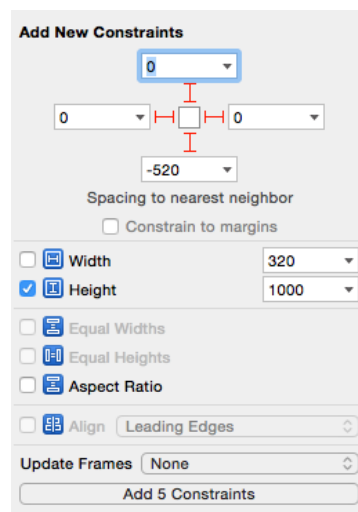 Add New Constraints
0
0 0
-520
Spacing to nearest neighbor
Constrain to margins
Width 320
Height 1000
Equal Widths
Equal Heights
Aspect Ratio
Align Leading Edges
Update Frames None
Add 5 Constraints